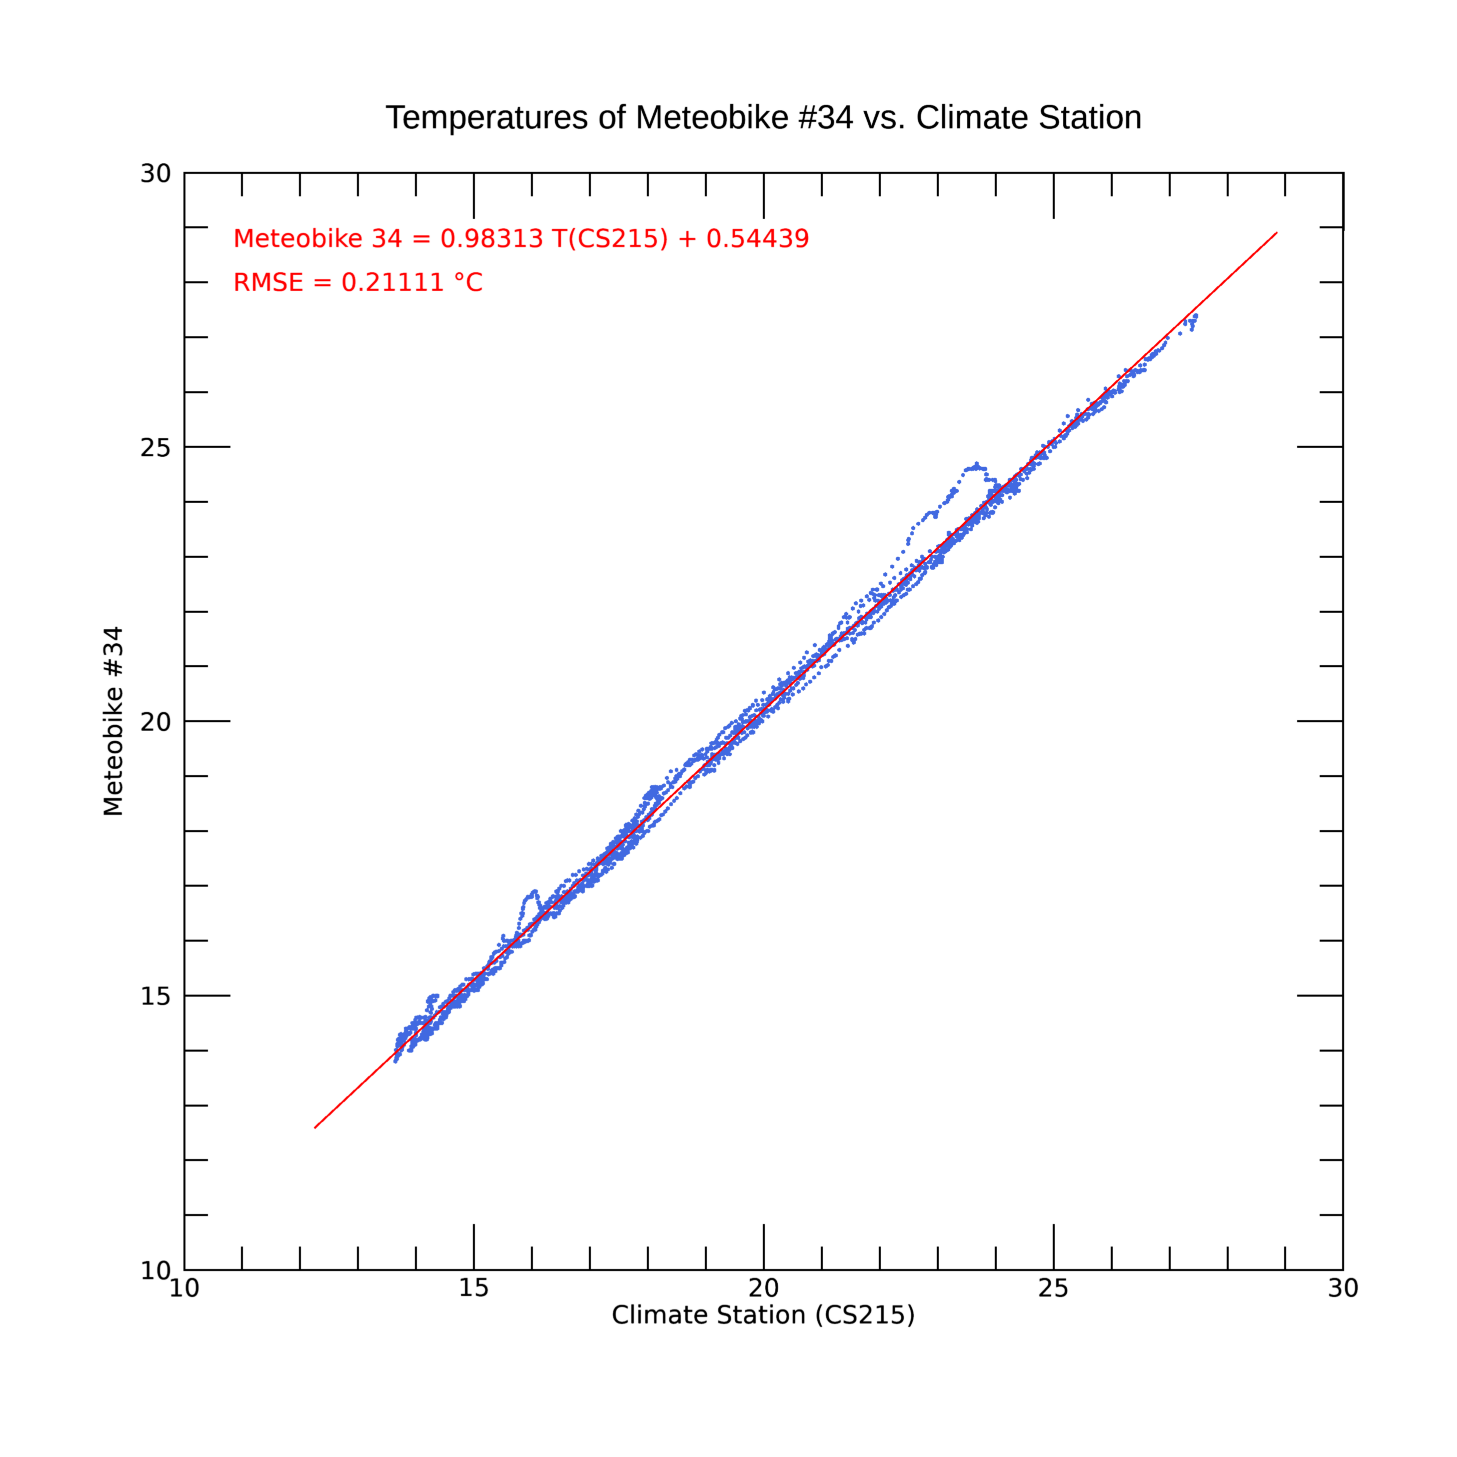 Temperatures of Meteobike #34 vs. Climate Station
30
Meteobike 34 = 0.98313 T(CS215) + 0.54439
RMSE = 0.21111 °C
25
Meteobike #34
20
15
10
10 15 20 25 30
Climate Station (CS215)